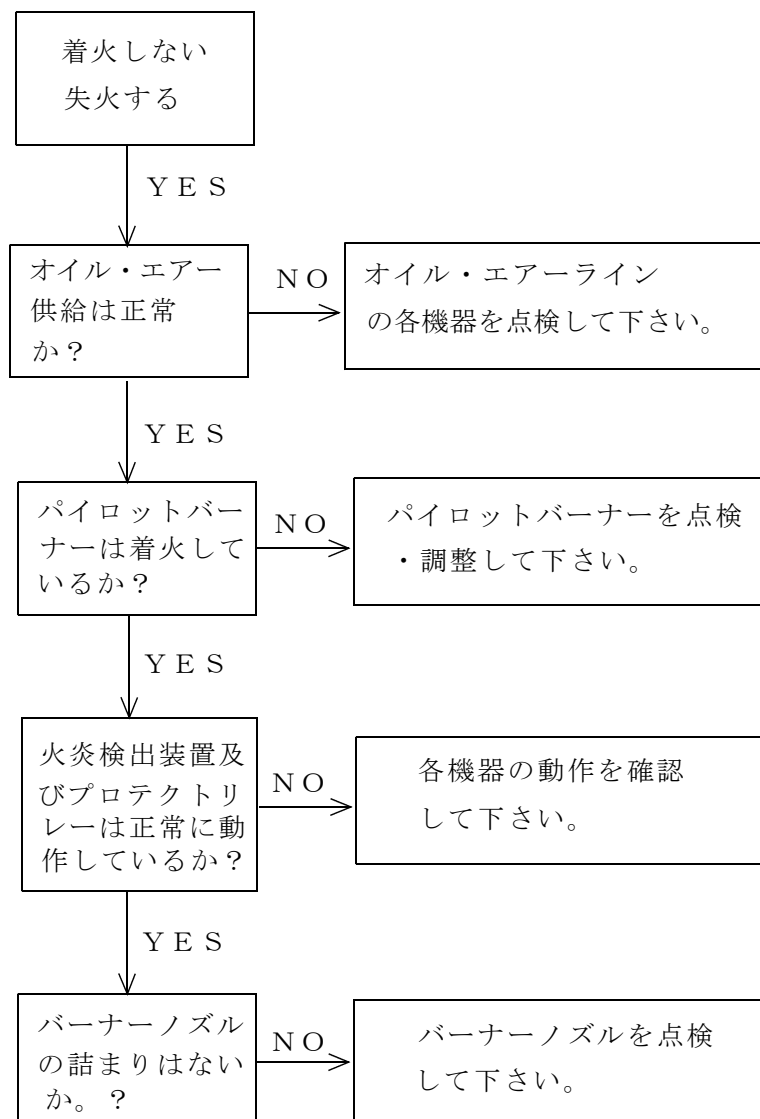 着火しない
失火する
ＹＥＳ
オイル・エアー
供給は正常
か？
ＮＯ
オイル・エアーライン
の各機器を点検して下さい。
ＹＥＳ
パイロットバー
ナーは着火して
いるか？
ＮＯ
パイロットバーナーを点検
・調整して下さい。
ＹＥＳ
火炎検出装置及
びプロテクトリ
レーは正常に動
作しているか？
ＮＯ
各機器の動作を確認
して下さい。
ＹＥＳ
バーナーノズル
の詰まりはない
か。？
ＮＯ
バーナーノズルを点検
して下さい。